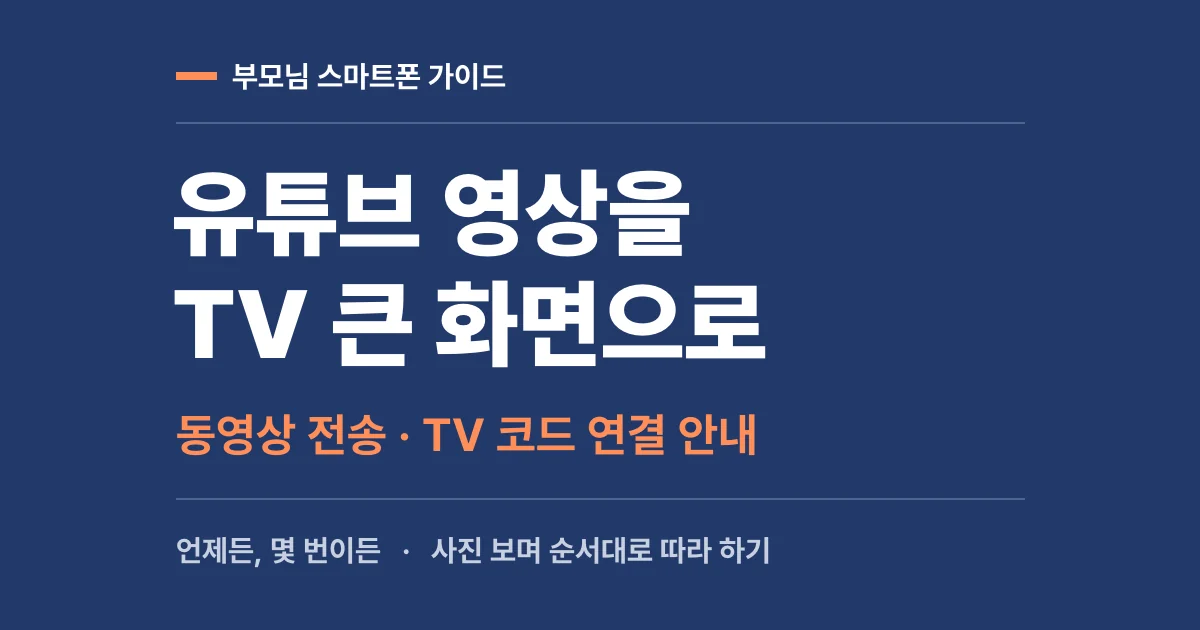 부모님 스마트폰 가이드
유튜브 영상을
TV 큰 화면으로
동영상 전송 · TV 코드 연결 안내
언제든, 몇 번이든 · 사진 보며 순서대로 따라 하기